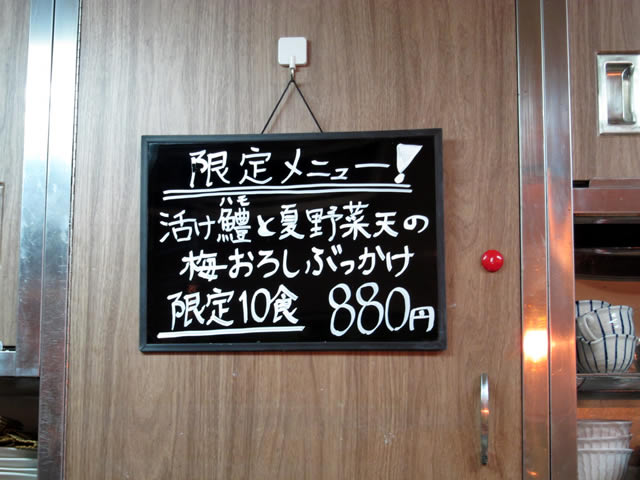 限定メニュー!
ハモ
活け鱧と夏野菜天の
梅おろしぶっかけ
限定10食 880円